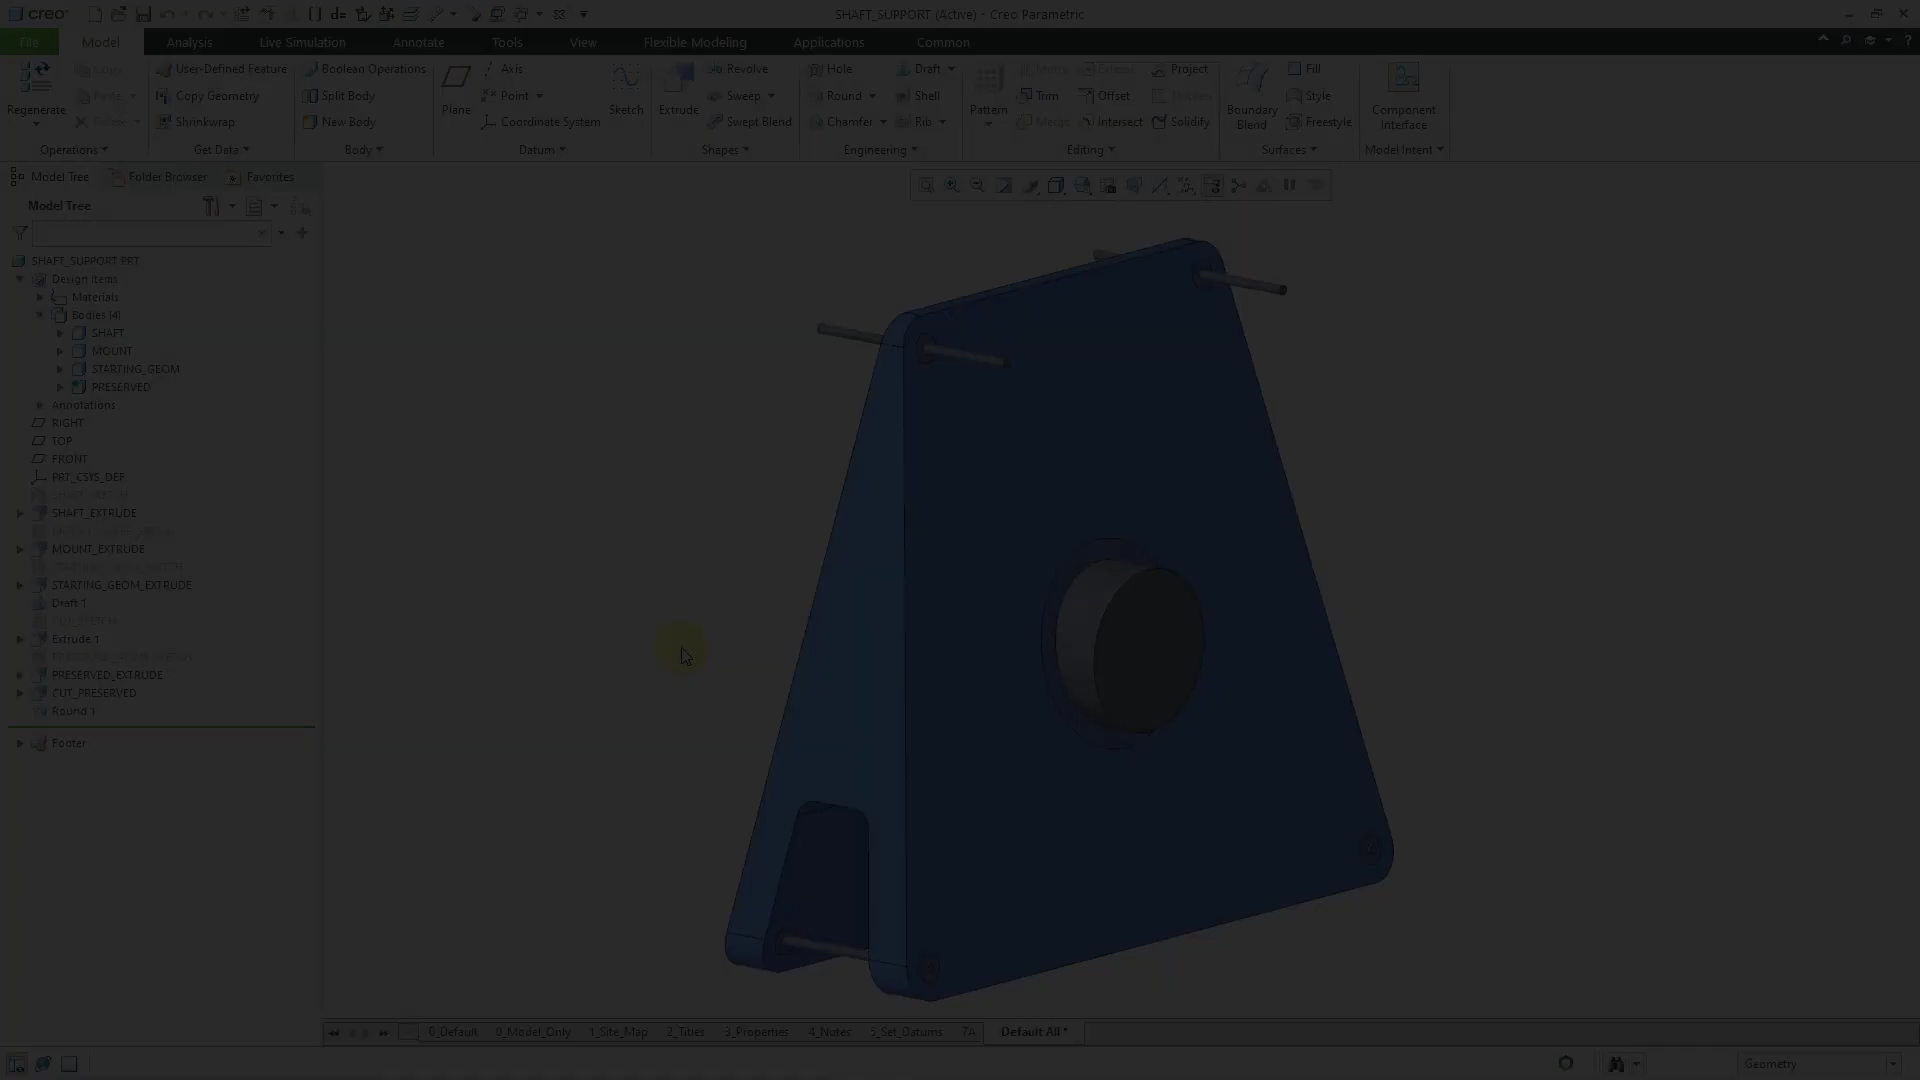 creo
d=
SHAFT_SUPPORT (Active) - Creo Parametric
File
Model
Analysis
Live Simulation
Annotate
Tools
View
Flexible Modeling
Applications
Common
Regenerate
Operations
User-Defined Feature
Copy Geometry
Shrinkwrap
Get Data
Boolean Operations
Split Body
New Body
Body
Plane
Axis
Point
Coordinate System
Sketch
Datum
Extrude
Revolve
Sweep
Swept Blend
Shapes
Hole
Round
Chamfer
Draft
Shell
Rib
Engineering
Pattern
Extend
Project
Trim
Offset
Merge
Intersect
Solidify
Editing
Boundary
Blend
Fill
Style
Freestyle
Surfaces
Component
Interface
Model Intent
Model Tree
Folder Browser
Favorites
Model Tree
SHAFT_SUPPORT.PRT
Design Items
Materials
Bodies (4)
SHAFT
MOUNT
STARTING_GEOM
PRESERVED
Annotations
RIGHT
TOP
FRONT
PRT_CSYS_DEF
SHAFT_EXTRUDE
MOUNT_EXTRUDE
STARTING_GEOM_EXTRUDE
Draft 1
CUT_SKETCH
Extrude 1
PRESERVED_EXTRUDE
CUT_PRESERVED
Round 1
Footer
0_Default
0_Model_Only
1_Site_Map
2_Titles
3_Properties
4_Notes
5_Set_Datums
7A
Default All *
Geometry